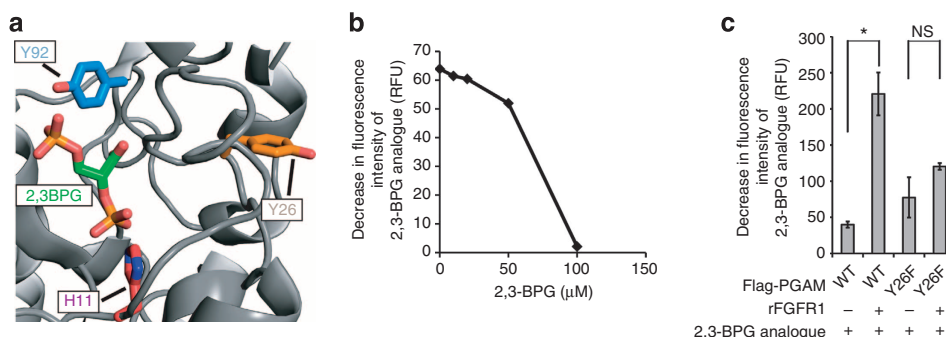 a
Y92
2,3BPG
Y26
H11
b
Decrease in fluorescence
intensity of
2,3-BPG analogue (RFU)
70
60
50
40
30
20
10
0
0 50 100 150
2,3-BPG (μM)
c
Decrease in fluorescence
intensity of
2,3-BPG analogue (RFU)
300
250
200
150
100
50
0
* NS
Flag-PGAM WT WT Y26F Y26F
rFGFR1 – + – +
2,3-BPG analogue + + + +